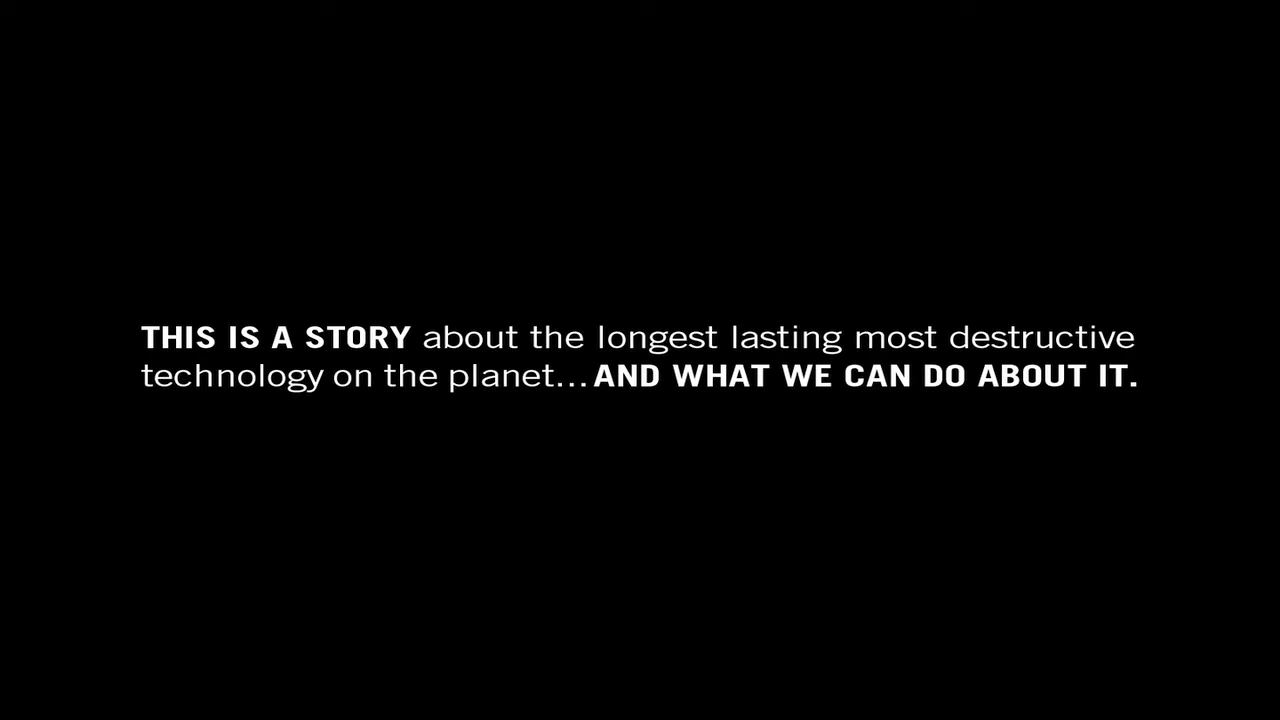 THIS IS A STORY about the longest lasting most destructive
technology on the planet...AND WHAT WE CAN DO ABOUT IT.